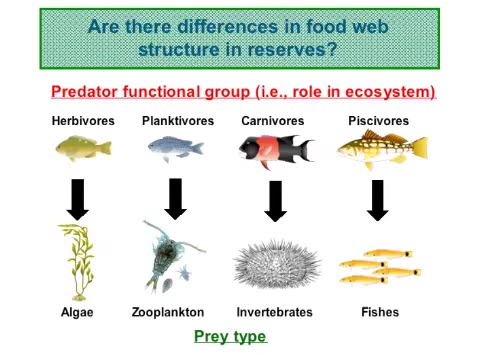 Are there differences in food web
structure in reserves?
Predator functional group (i.e., role in ecosystem)
Herbivores Planktivores Carnivores Piscivores
Algae Zooplankton Invertebrates Fishes
Prey type